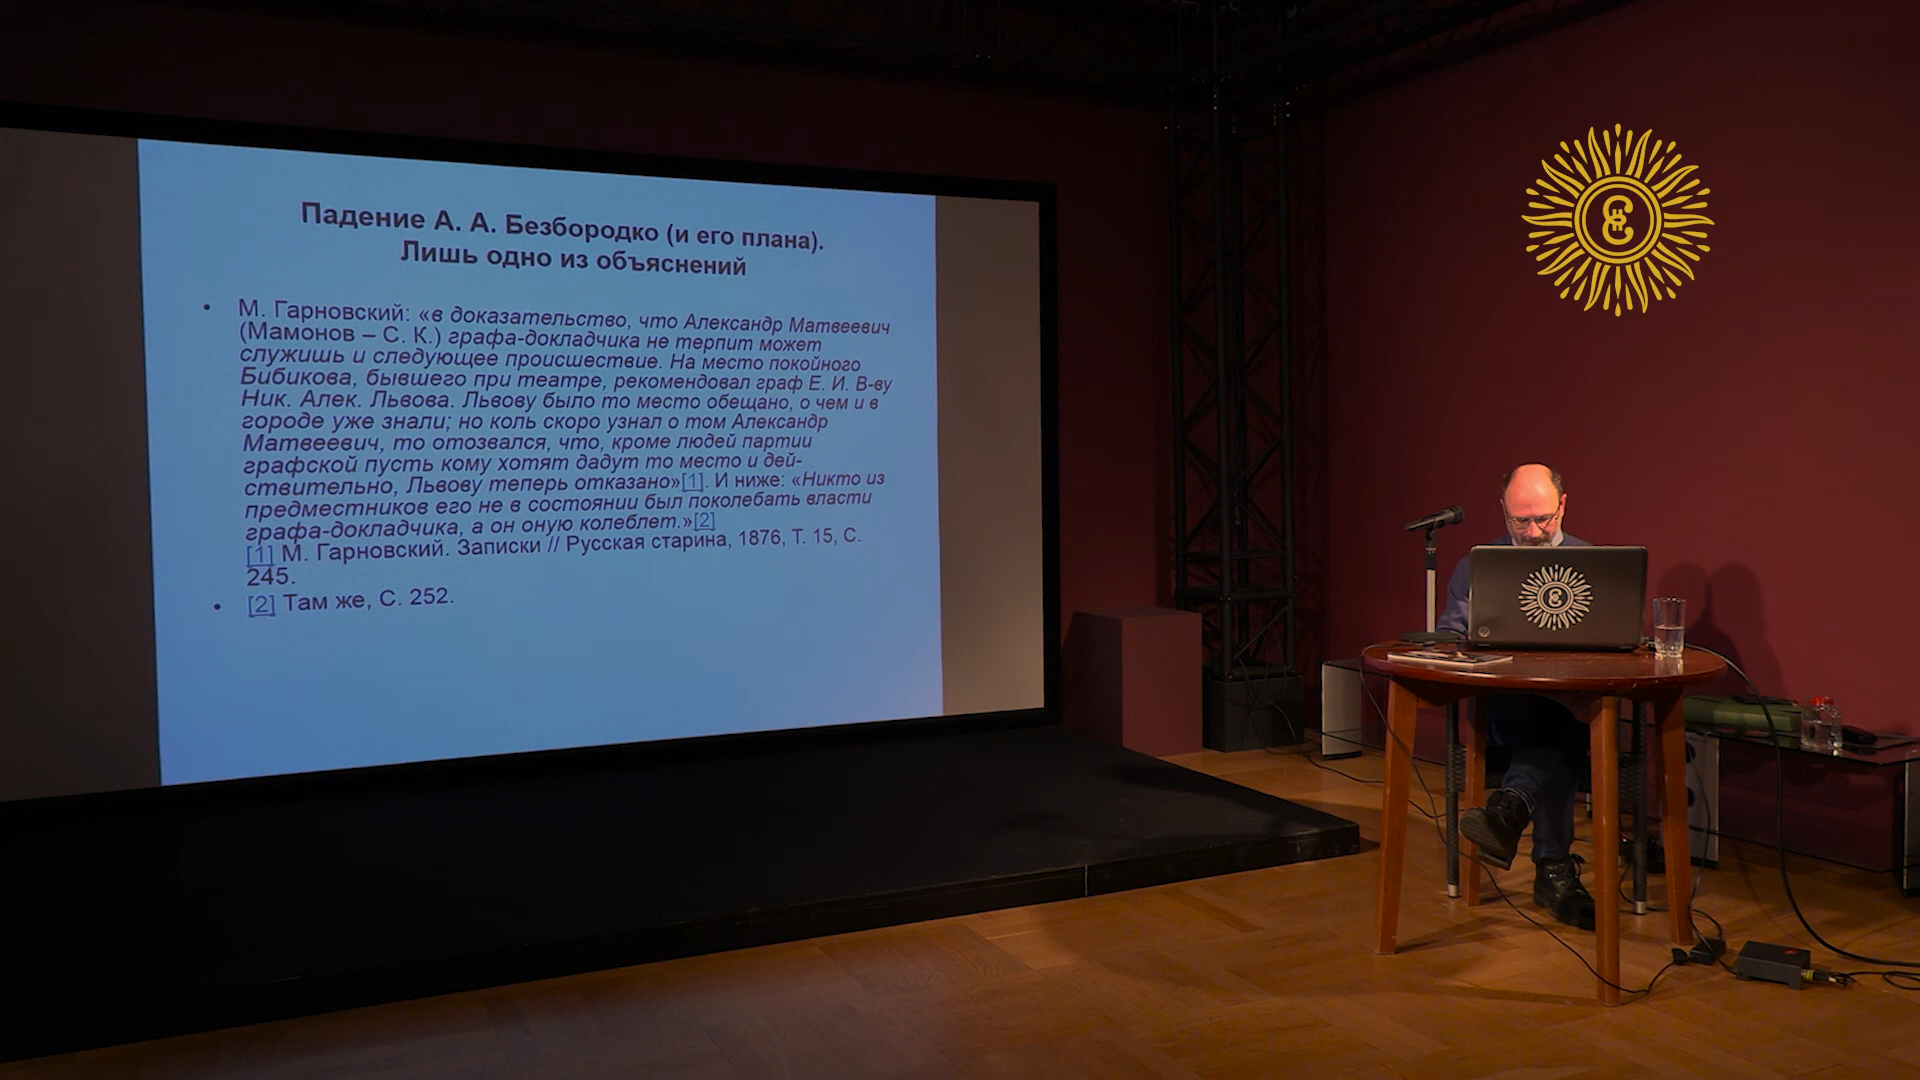 Падение А. А. Безбородко (и его плана).
Лишь одно из объяснений
• М. Гарновский: «в доказательство, что Александр Матвеевич
(Мамонов – С. К.) графа-докладчика не терпит может
служишь и следующее происшествие. На место покойного
Бибикова, бывшего при театре, рекомендовал граф Е. И. В-ву
Ник. Алек. Львова. Львову было то место обещано, о чем и в
городе уже знали; но коль скоро узнал о том Александр
Матвеевич, то отозвался, что, кроме людей партии
графской пусть кому хотят дадут то место и дей-
ствительно, Львову теперь отказано»[1]. И ниже: «Никто из
предместников его не в состоянии был поколебать власти
графа-докладчика, а он оную колеблет.»[2]
[1] М. Гарновский. Записки // Русская старина, 1876, Т. 15, С.
245.
• [2] Там же, С. 252.